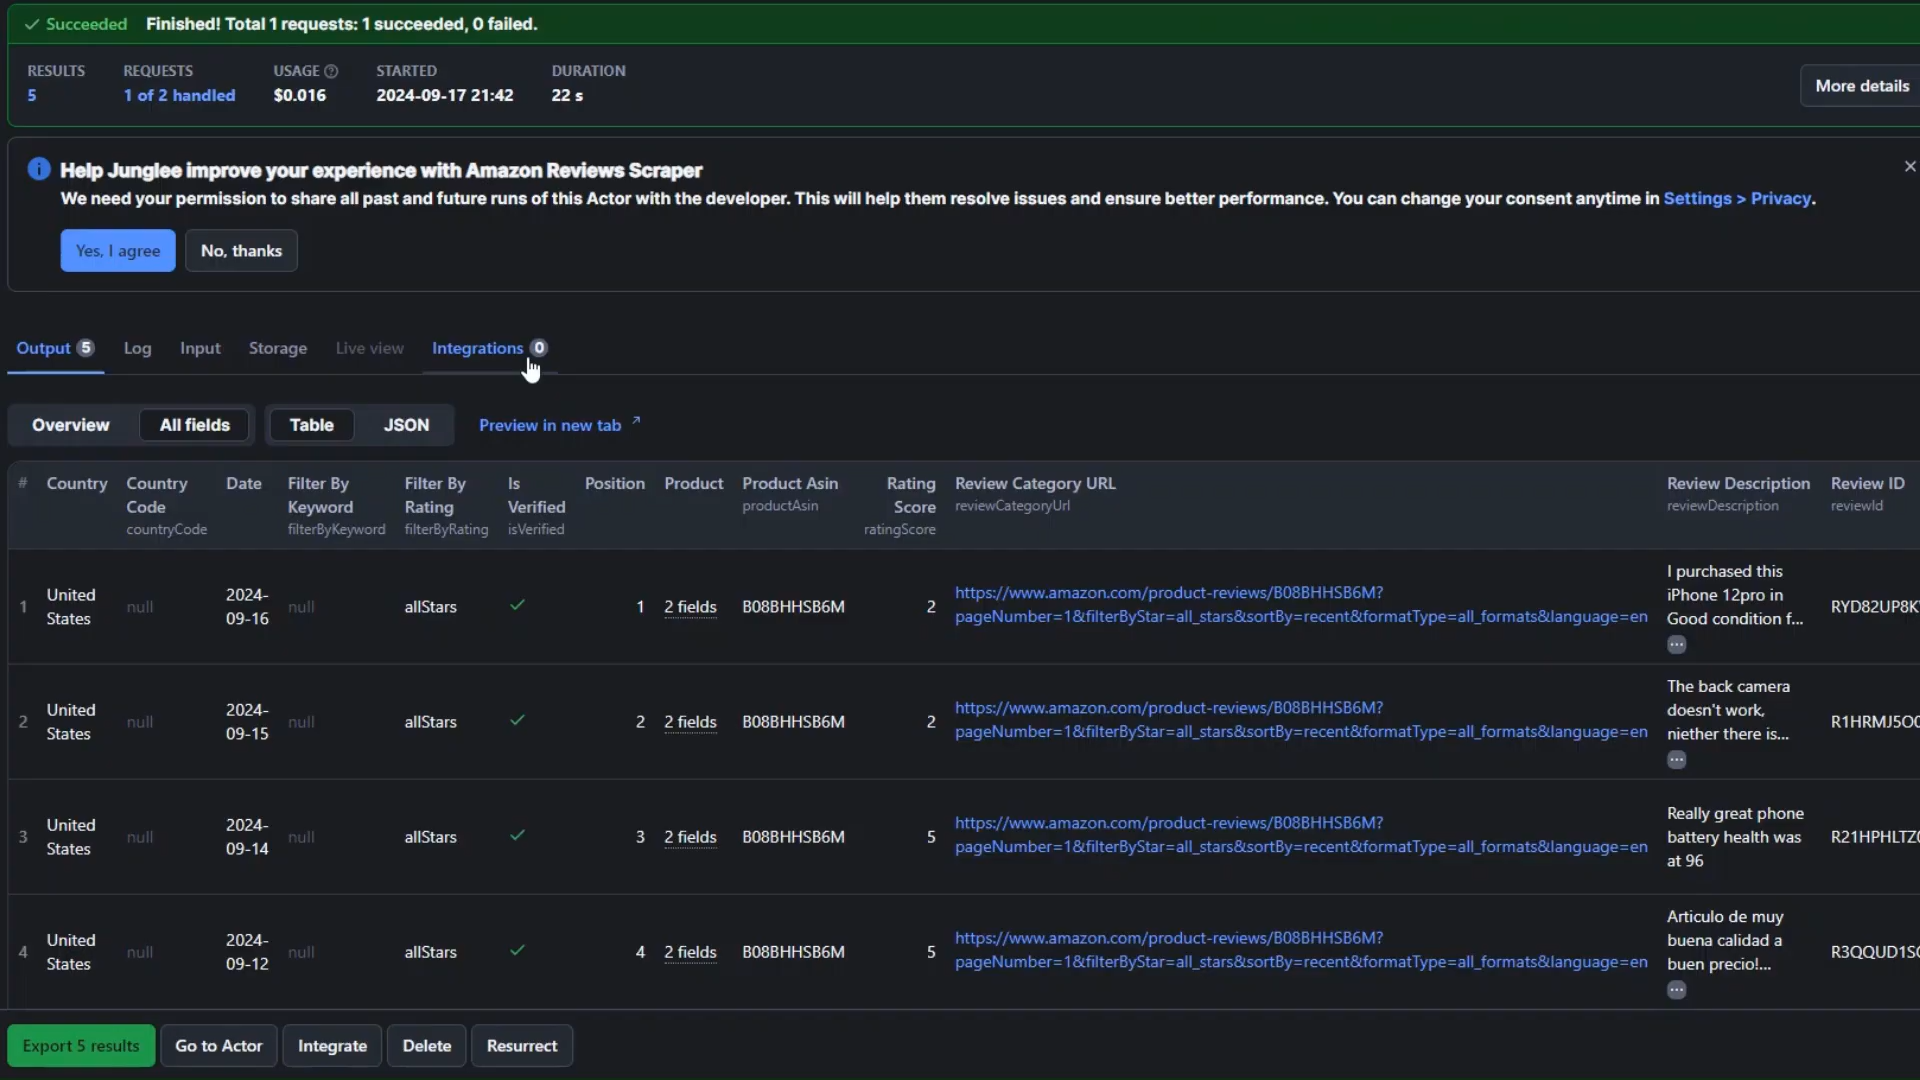 Succeeded Finished! Total 1 requests: 1 succeeded, 0 failed.
RESULTS REQUESTS USAGE STARTED DURATION
5 1 of 2 handled $0.016 2024-09-17 21:42 22 s
More details
Help Junglee improve your experience with Amazon Reviews Scraper
We need your permission to share all past and future runs of this Actor with the developer. This will help them resolve issues and ensure better performance. You can change your consent anytime in Settings > Privacy.
Yes, I agree No, thanks
Output 5 Log Input Storage Live view Integrations 0
Overview All fields Table JSON Preview in new tab
# Country Country Date Filter By Filter By Is Position Product Product Asin Rating Review Category URL Review Description Review ID
Code Keyword Rating Verified productAsin Score reviewCategoryUrl reviewDescription reviewId
countryCode filterByKeyword filterByRating isVerified ratingScore
I purchased this
United 2024- https://www.amazon.com/product-reviews/B08BHHSB6M? iPhone 12pro in
1 null null allStars 1 2 fields B08BHHSB6M 2 RYD82UP8K
States 09-16 pageNumber=1&filterByStar=all_stars&sortBy=recent&formatType=all_formats&language=en Good condition f...
The back camera
United 2024- https://www.amazon.com/product-reviews/B08BHHSB6M? doesn't work,
2 null null allStars 2 2 fields B08BHHSB6M 2 R1HRMJ5O
States 09-15 pageNumber=1&filterByStar=all_stars&sortBy=recent&formatType=all_formats&language=en niether there is...
Really great phone
United 2024- https://www.amazon.com/product-reviews/B08BHHSB6M? battery health was
3 null null allStars 3 2 fields B08BHHSB6M 5 R21HPHLTZ
States 09-14 pageNumber=1&filterByStar=all_stars&sortBy=recent&formatType=all_formats&language=en at 96
Articulo de muy
United 2024- https://www.amazon.com/product-reviews/B08BHHSB6M? buena calidad a
4 null null allStars 4 2 fields B08BHHSB6M 5 R3QQUD1S
States 09-12 pageNumber=1&filterByStar=all_stars&sortBy=recent&formatType=all_formats&language=en buen precio!...
Export 5 results Go to Actor Integrate Delete Resurrect